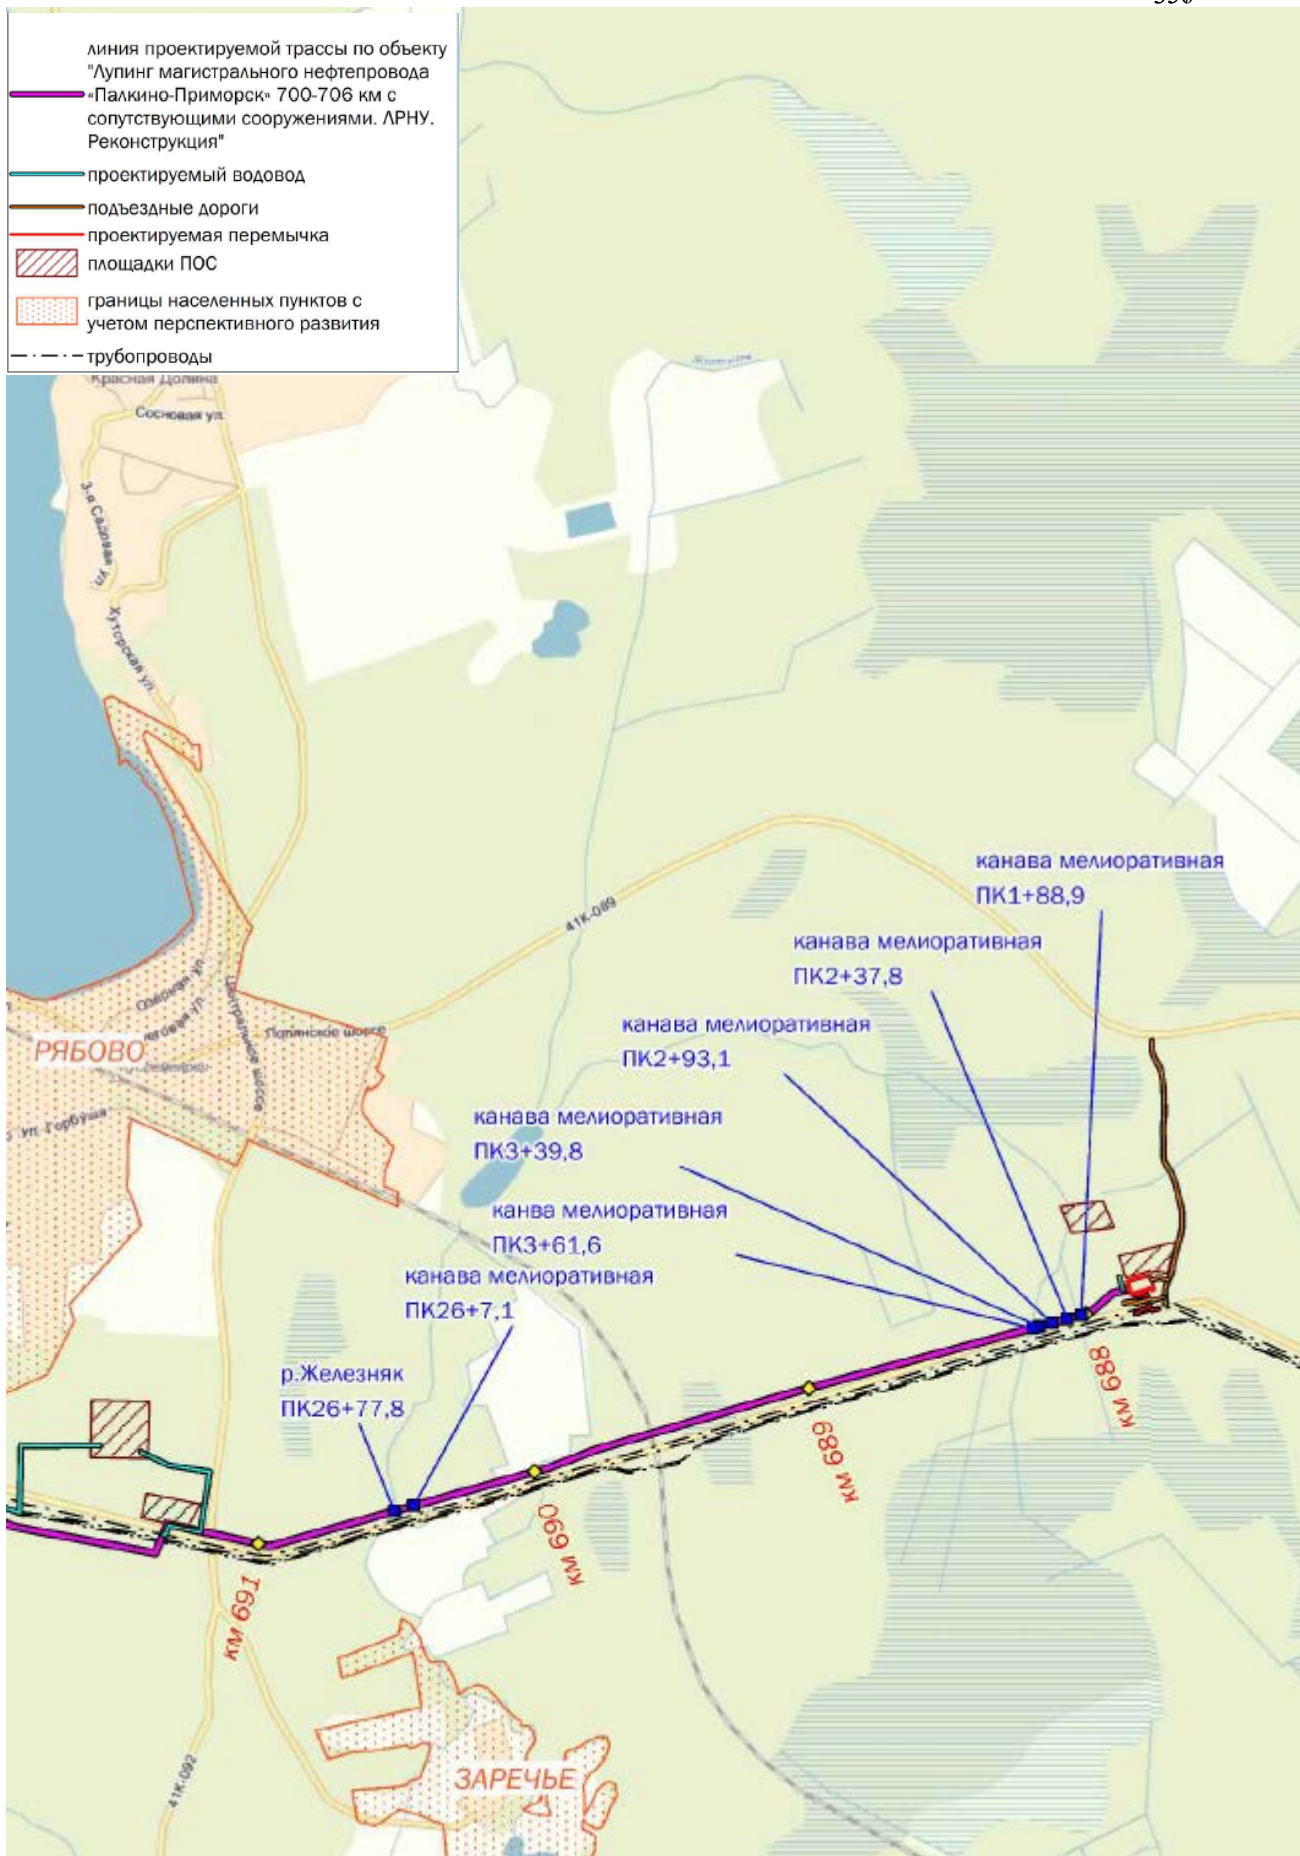 линия проектируемой трассы по объекту
"Лупинг магистрального нефтепровода
«Палкино-Приморск» 700-706 км с
сопутствующими сооружениями. ЛРНУ.
Реконструкция"
проектируемый водовод
подъездные дороги
проектируемая перемычка
площадки ПОС
границы населенных пунктов с
учетом перспективного развития
трубопроводы
Красная Долина
Сосновая ул.
3-я Садовая ул.
Хуторская ул.
канава мелиоративная
ПК1+88,9
41К-089
канава мелиоративная
ПК2+37,8
Озёрная ул.
Центральное шоссе
канава мелиоративная
ПК2+93,1
шоссе
РЯБОВО
ул. Горбуша
канава мелиоративная
ПК3+39,8
канва мелиоративная
ПК3+61,6
канава мелиоративная
ПК26+7,1
р.Железняк
ПК26+77,8
км 688
км 689
км 690
км 691
41К-092
ЗАРЕЧЬЕ